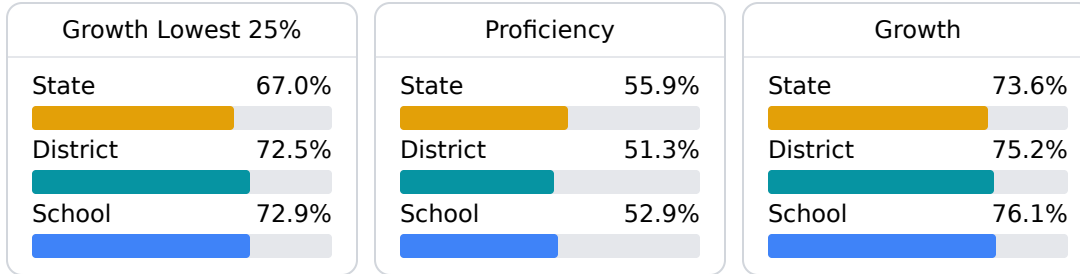 Growth Lowest 25%
State 67.0%
District 72.5%
School 72.9%
Proficiency
State 55.9%
District 51.3%
School 52.9%
Growth
State 73.6%
District 75.2%
School 76.1%